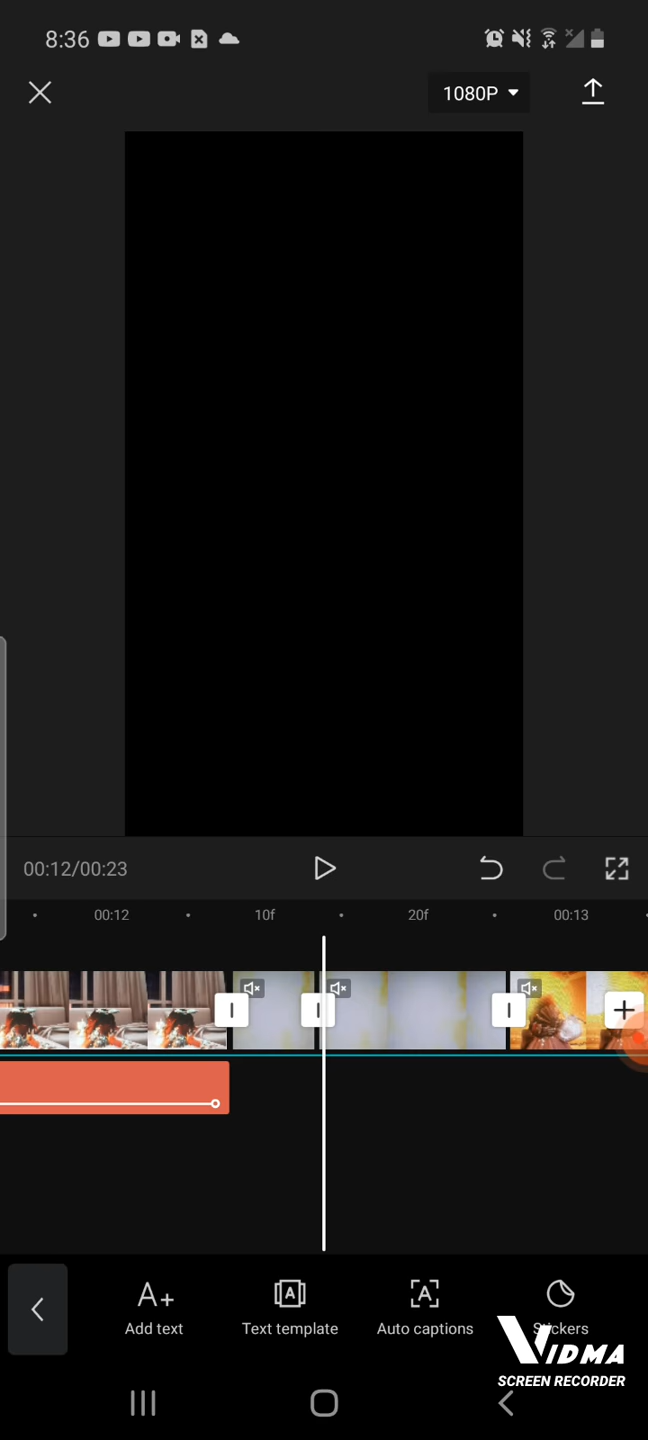 8:36
1080P
00:12/00:23
00:12 10f 20f 00:13
Add text Text template Auto captions Stickers
VIDMA
SCREEN RECORDER